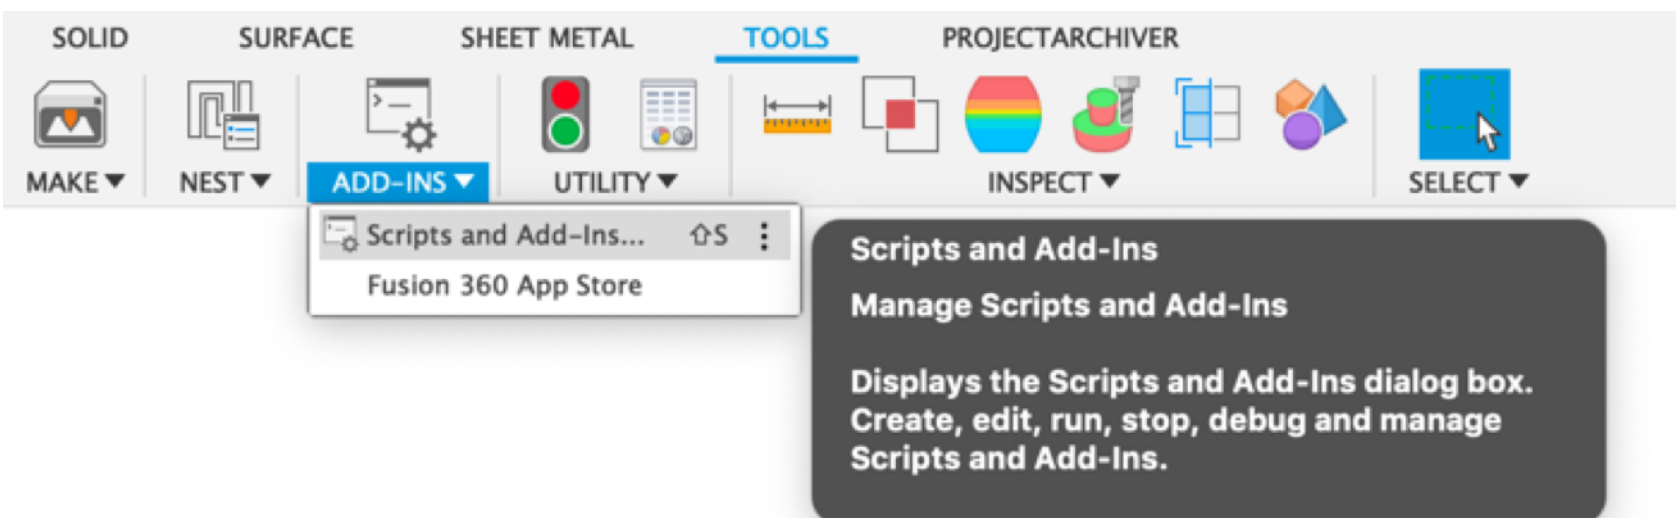 SOLID SURFACE SHEET METAL TOOLS PROJECTARCHIVER
MAKE▼ NEST▼ ADD-INS▼ UTILITY▼ INSPECT▼ SELECT▼
Scripts and Add-Ins... ⇧S ⋮
Fusion 360 App Store
Scripts and Add-Ins
Manage Scripts and Add-Ins
Displays the Scripts and Add-Ins dialog box.
Create, edit, run, stop, debug and manage
Scripts and Add-Ins.